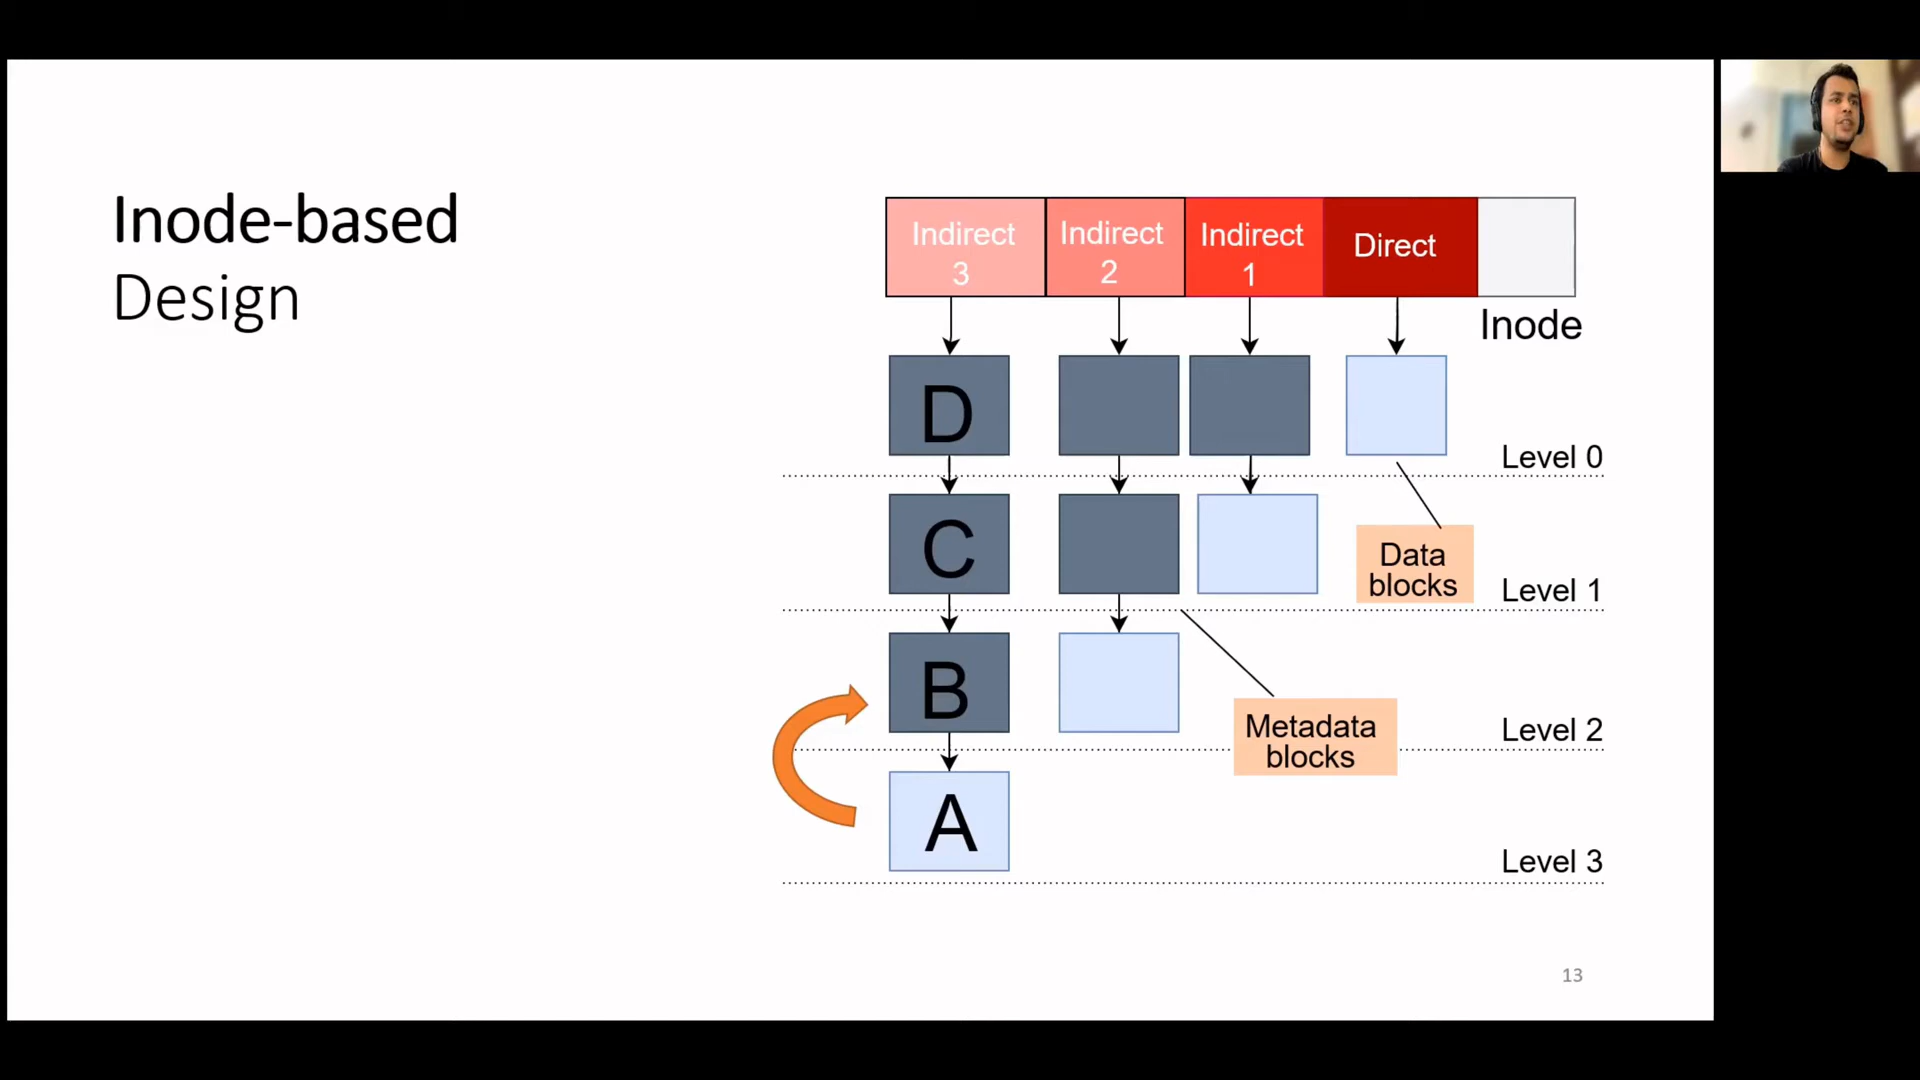 Inode-based
Design
Indirect
3
Indirect
2
Indirect
1
Direct
Inode
D
Level 0
C
Data
blocks
Level 1
B
Metadata
blocks
Level 2
A
Level 3
13